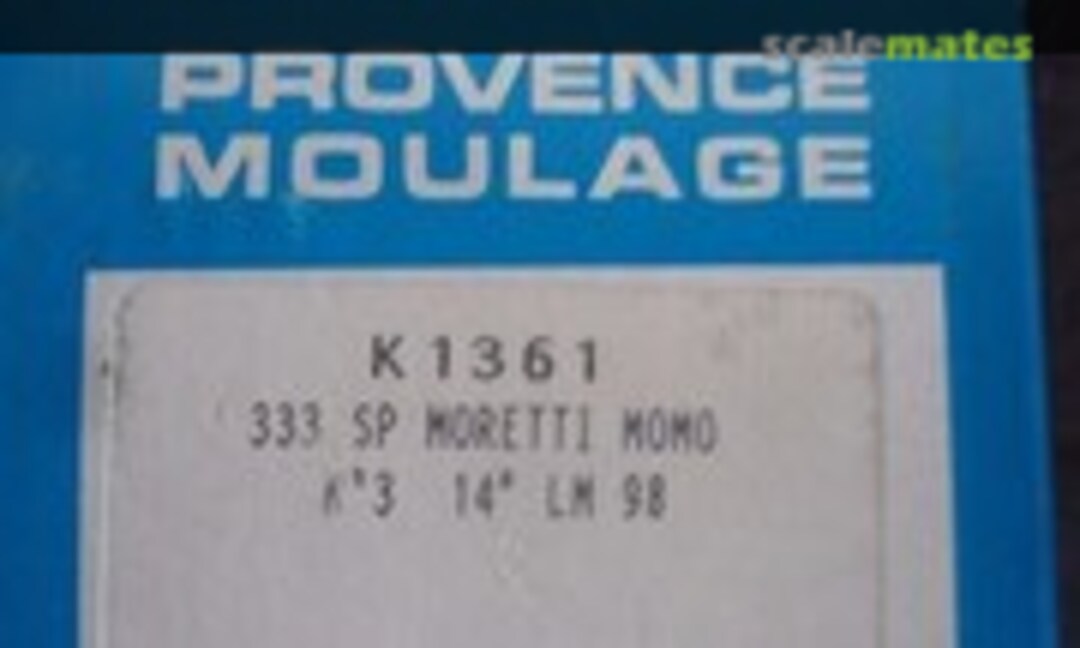 scalemates
PROVENCE
MOULAGE
K1361
333 SP MORETTI MOMO
N°3 14° LM 98